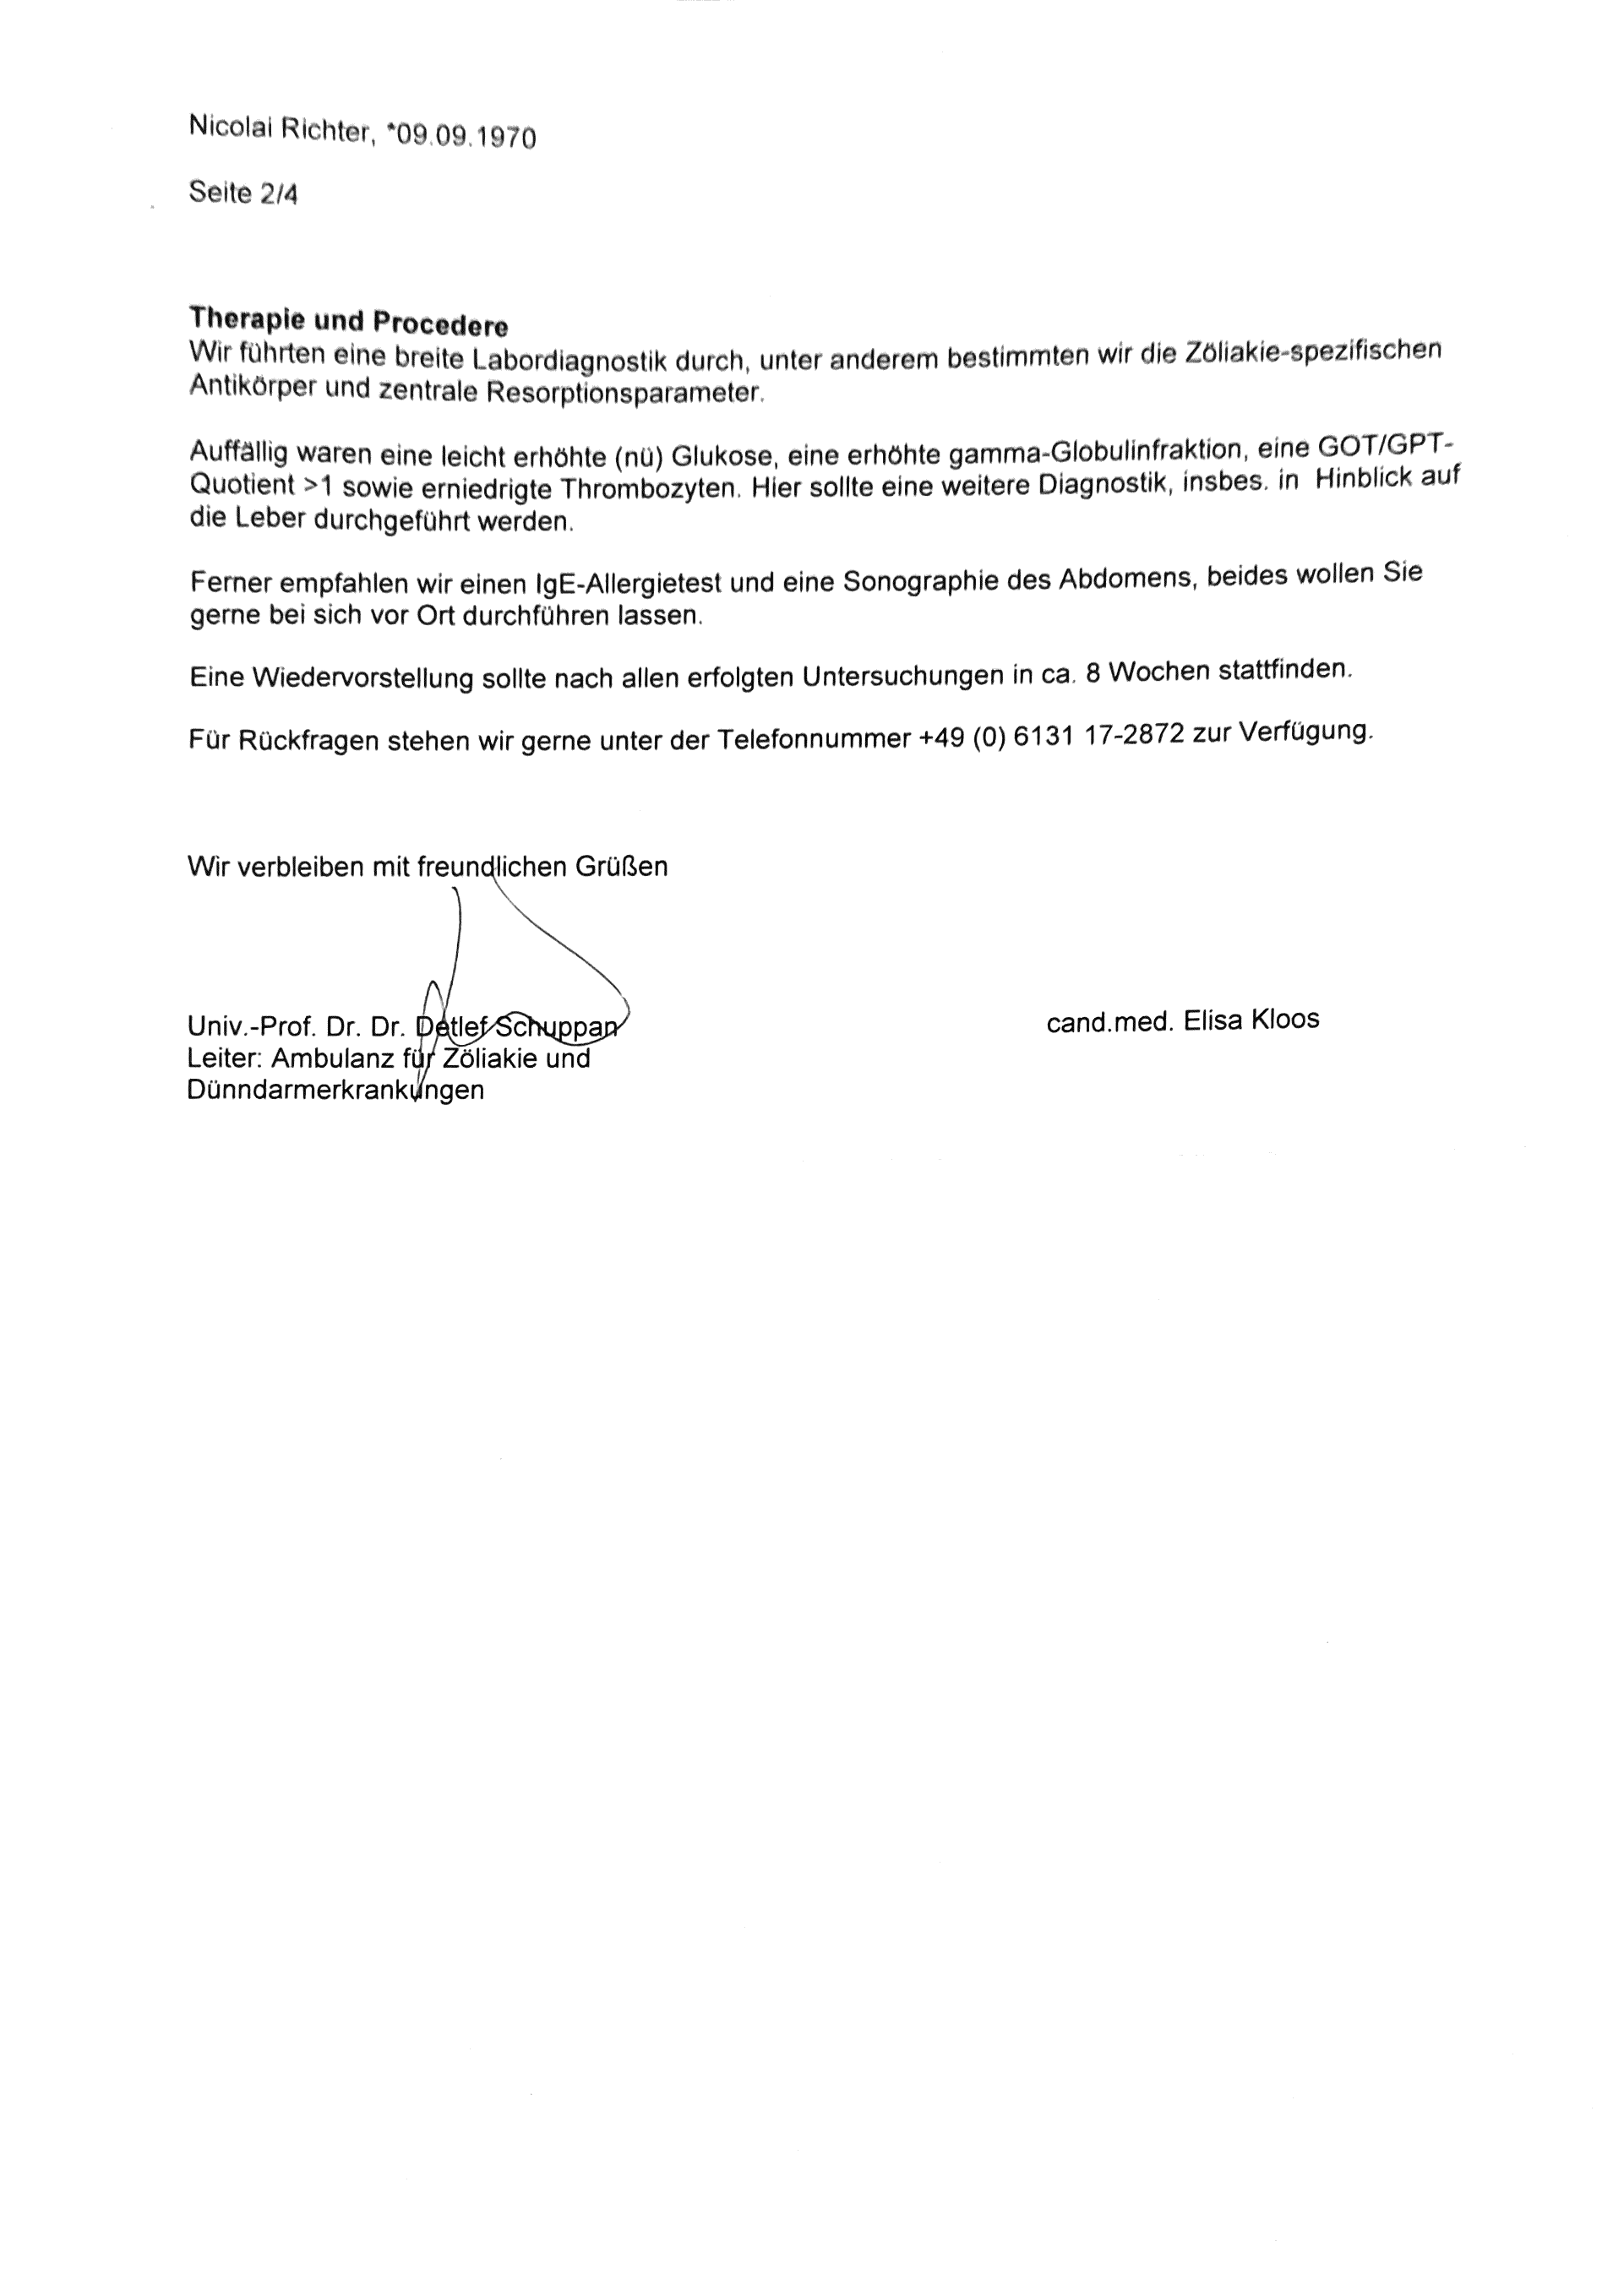 Nicolai Richter, *09.09.1970
Seite 2/4
Therapie und Procedere
Wir führten eine breite Labordiagnostik durch, unter anderem bestimmten wir die Zöliakie-spezifischen
Antikörper und zentrale Resorptionsparameter.
Auffällig waren eine leicht erhöhte (nü) Glukose, eine erhöhte gamma-Globulinfraktion, eine GOT/GPT-
Quotient >1 sowie erniedrigte Thrombozyten. Hier sollte eine weitere Diagnostik, insbes. in  Hinblick auf
die Leber durchgeführt werden.
Ferner empfahlen wir einen IgE-Allergietest und eine Sonographie des Abdomens, beides wollen Sie
gerne bei sich vor Ort durchführen lassen.
Eine Wiedervorstellung sollte nach allen erfolgten Untersuchungen in ca. 8 Wochen stattfinden.
Für Rückfragen stehen wir gerne unter der Telefonnummer +49 (0) 6131 17-2872 zur Verfügung.
Wir verbleiben mit freundlichen Grüßen
Univ.-Prof. Dr. Dr. Detlef Schuppan
Leiter: Ambulanz für Zöliakie und
Dünndarmerkrankungen
cand.med. Elisa Kloos